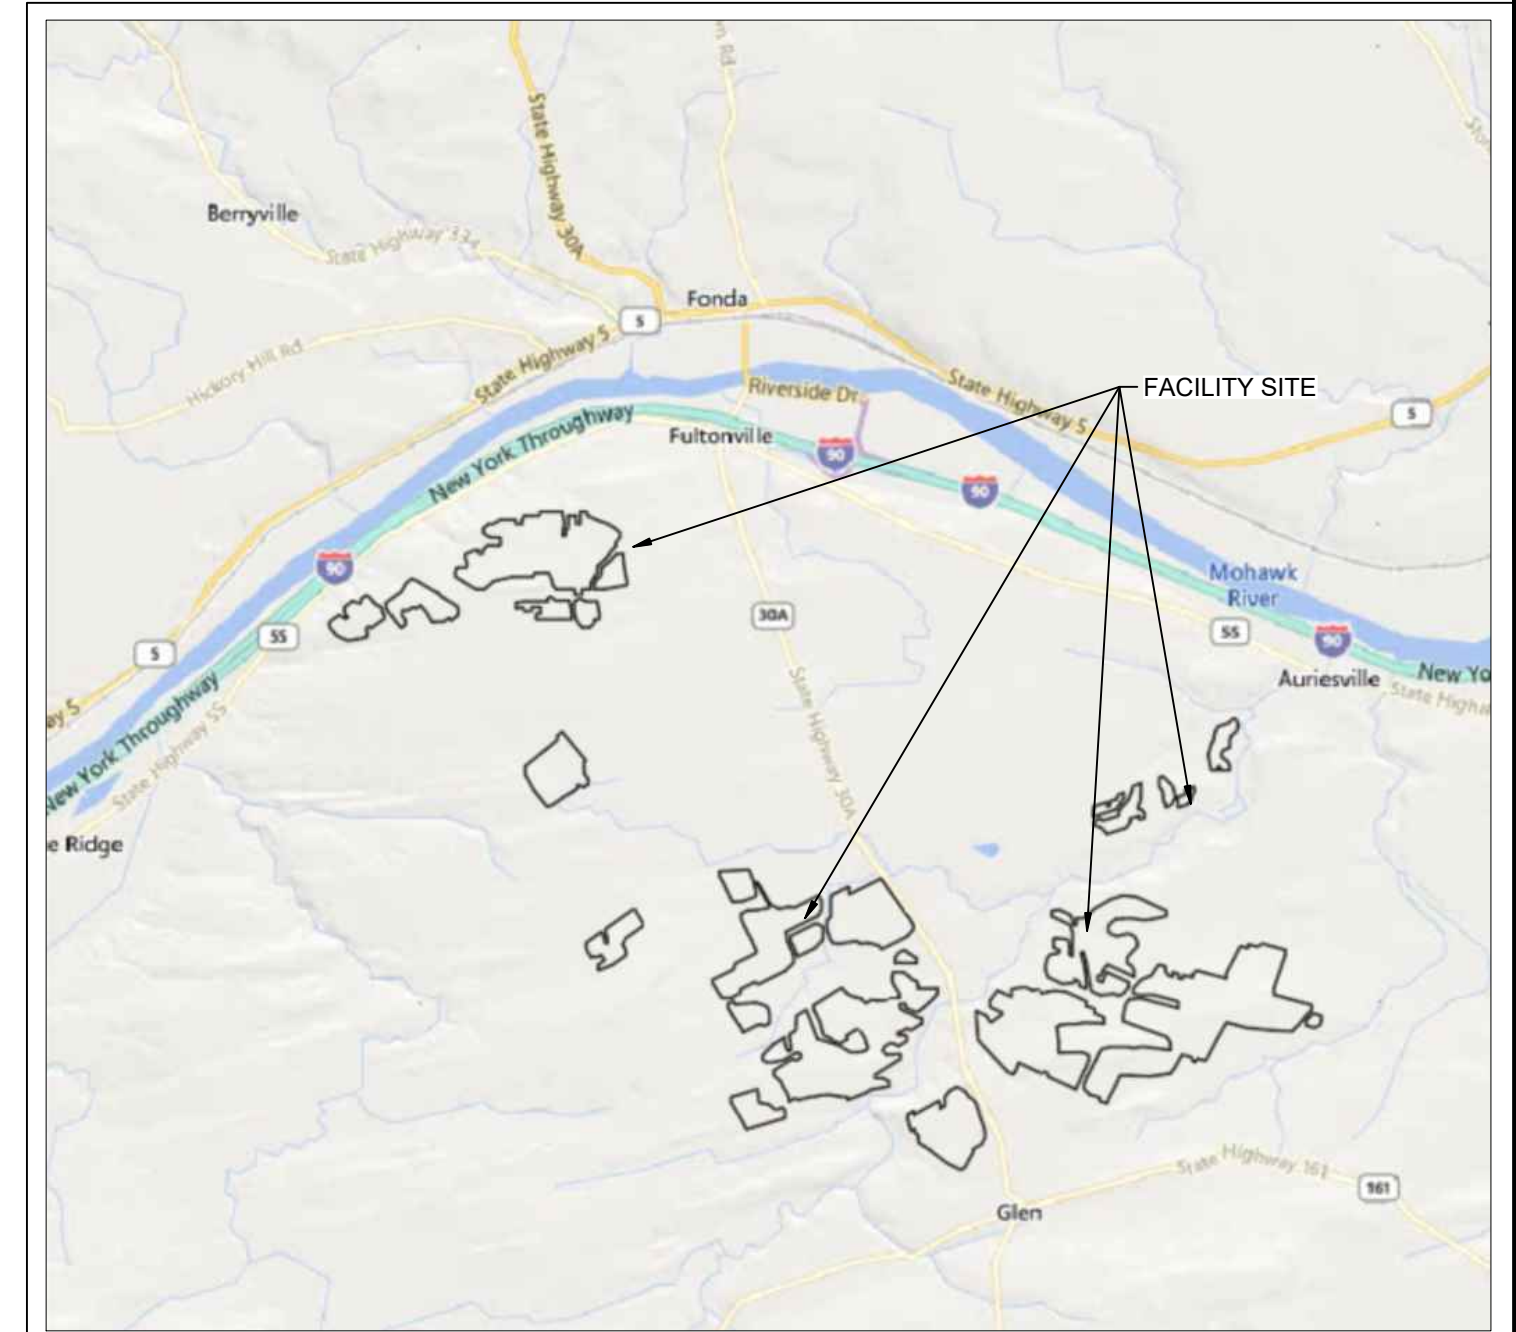 State Highway 30A
Berryville
State Highway 334
Fonda
5
State Highway 5
Hickory Hill Rd
Riverside Dr
State Highway 5
FACILITY SITE
5
New York Throughway
Fultonville
90
90
90
Mohawk
River
30A
55
55
90
5
Auriesville
New Yo
State Highw
ay 5
New York Throughway
State Highway 5S
State Highway 30A
e Ridge
State Highway 161
161
Glen